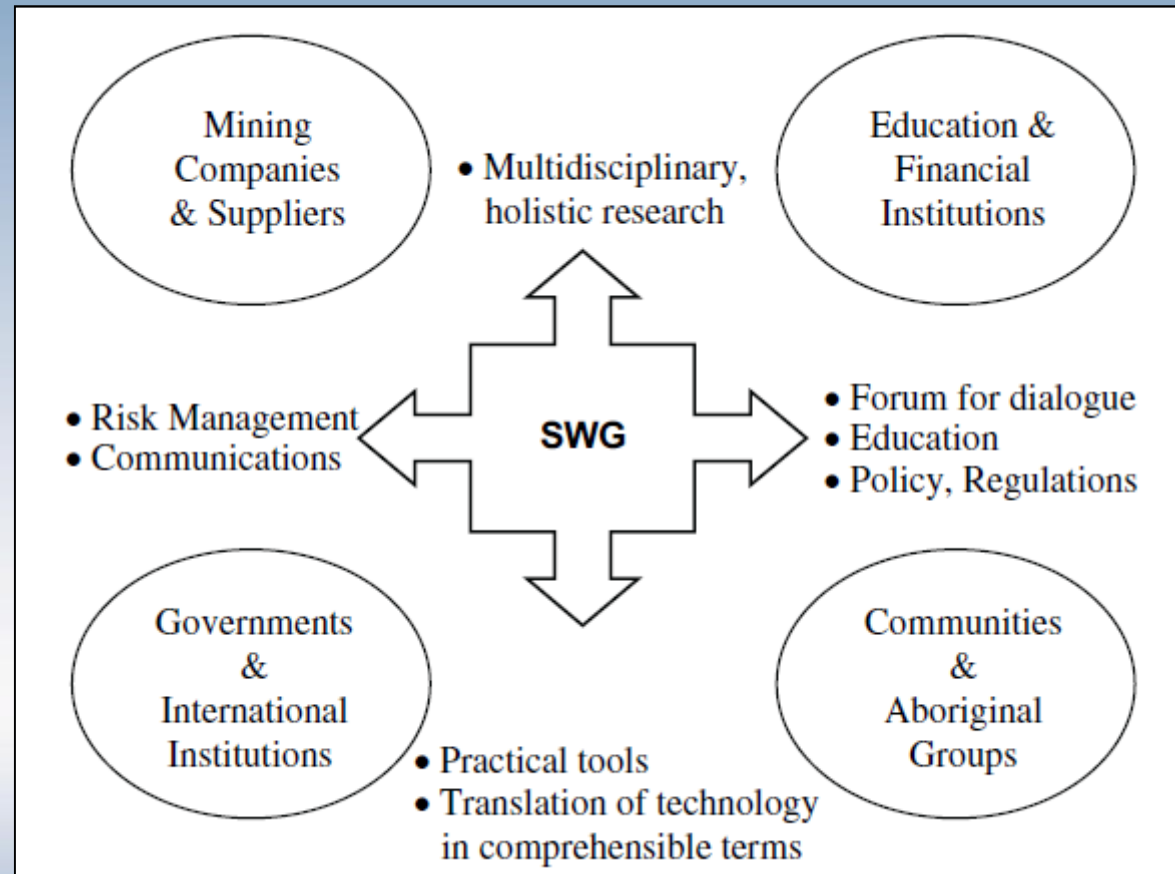 Mining
Companies
& Suppliers
• Multidisciplinary,
holistic research
Education &
Financial
Institutions
• Risk Management
• Communications
SWG
• Forum for dialogue
• Education
• Policy, Regulations
Governments
&
International
Institutions
• Practical tools
• Translation of technology
in comprehensible terms
Communities
&
Aboriginal
Groups